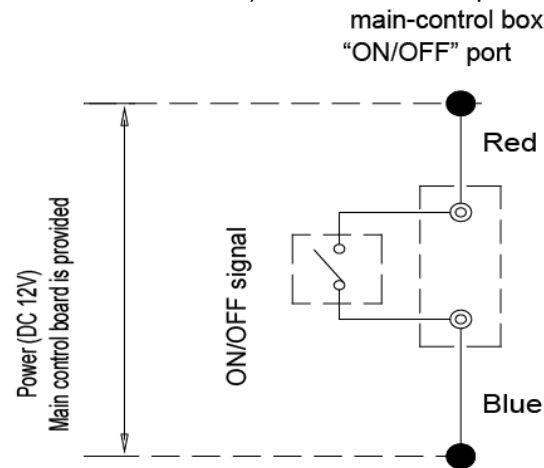 main-control box
“ON/OFF” port
Red
Power (DC 12V)
Main control board is provided
ON/OFF signal
Blue